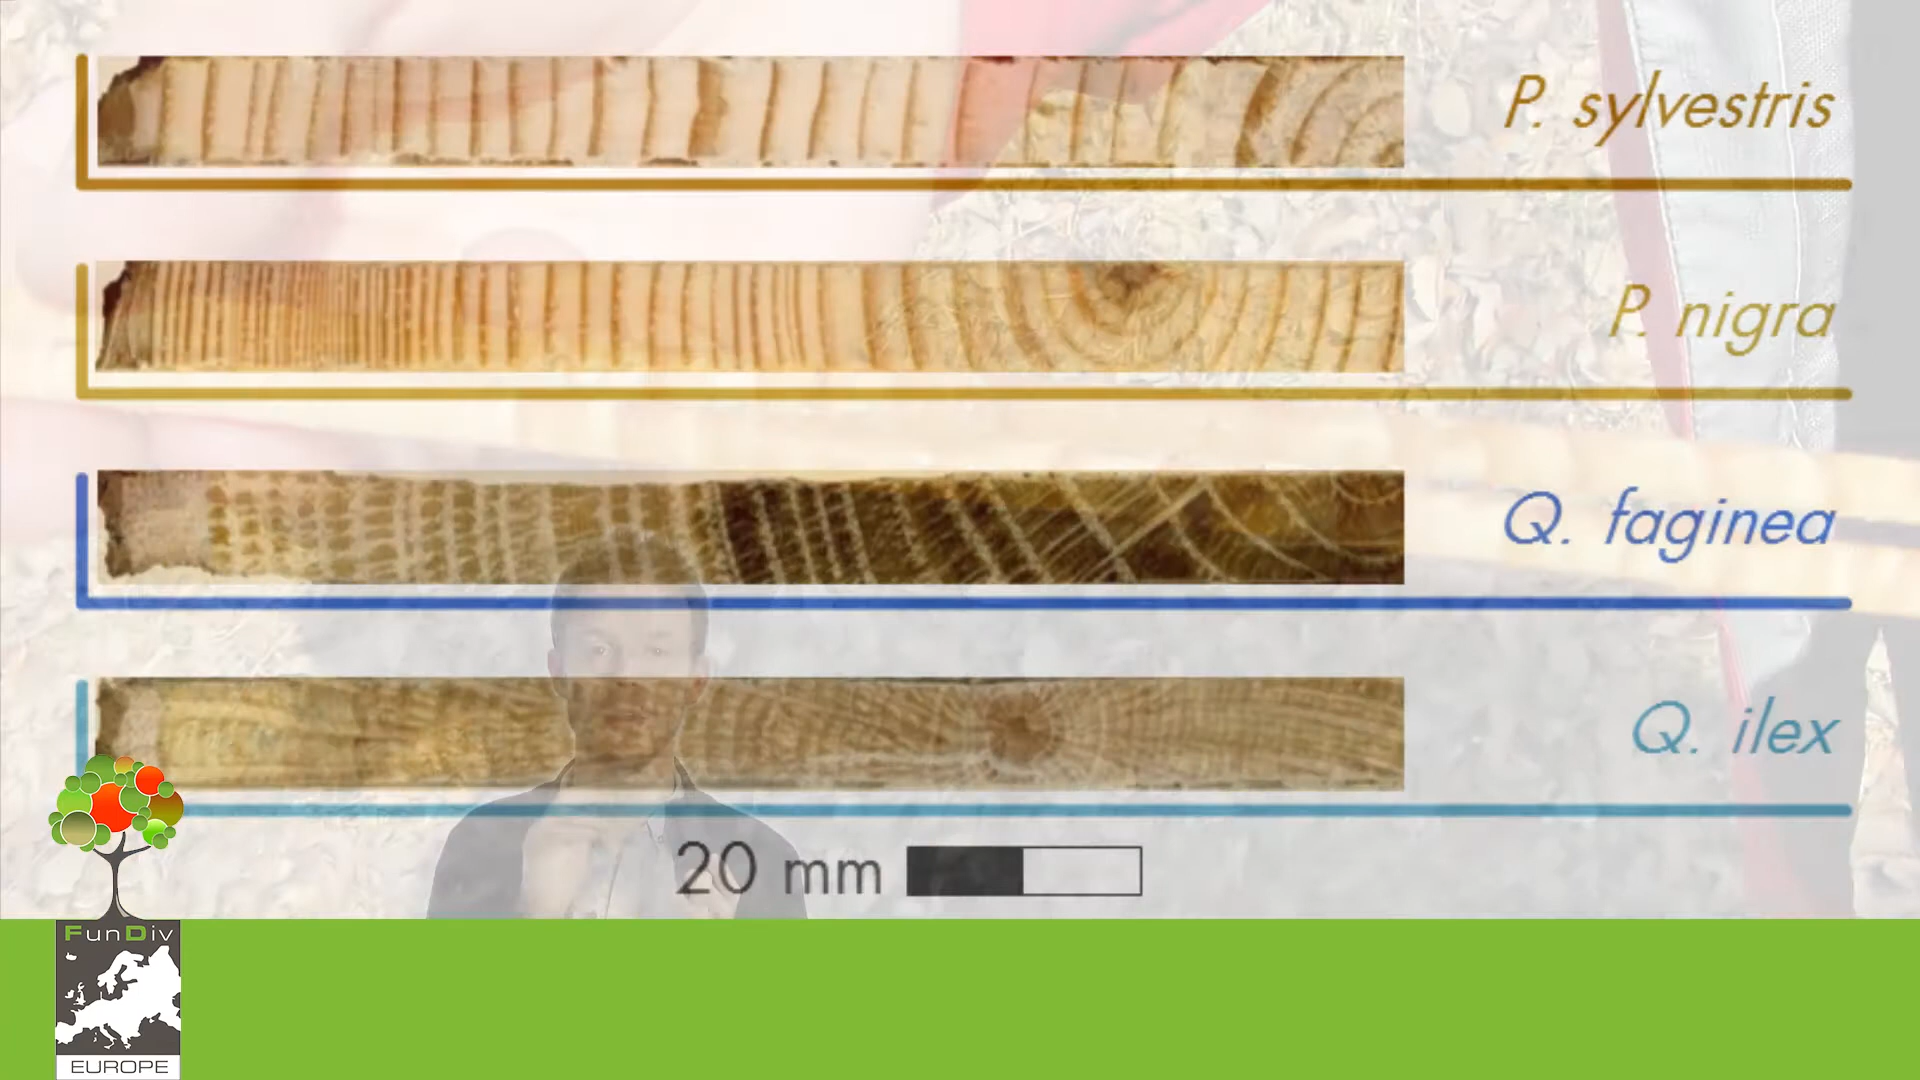 P. sylvestris
P. nigra
Q. faginea
Q. ilex
20 mm
FunDiv
EUROPE